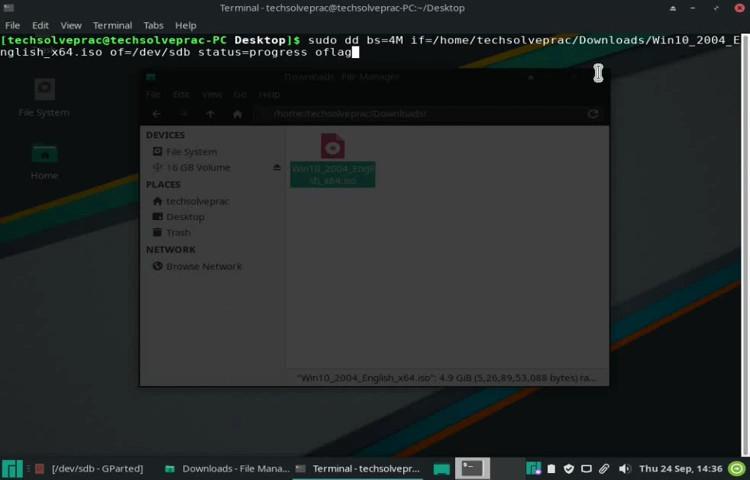 Terminal - techsolveprac@techsolveprac-PC:~/Desktop
File Edit View Terminal Tabs Help
[techsolveprac@techsolveprac-PC Desktop]$ sudo dd bs=4M if=/home/techsolveprac/Downloads/Win10_2004_E
nglish_x64.iso of=/dev/sdb status=progress oflag
Downloads - File Manager
File Edit View Go Help
/home/techsolveprac/Downloads/
File System
Home
DEVICES
File System
16 GB Volume
PLACES
techsolveprac
Desktop
Trash
NETWORK
Browse Network
Win10_2004_Engli
sh_x64.iso
"Win10_2004_English_x64.iso": 4.9 GiB (5,26,89,53,088 bytes) ra...
[/dev/sdb - GParted]
Downloads - File Mana...
Terminal - techsolvepr...
Thu 24 Sep, 14:36